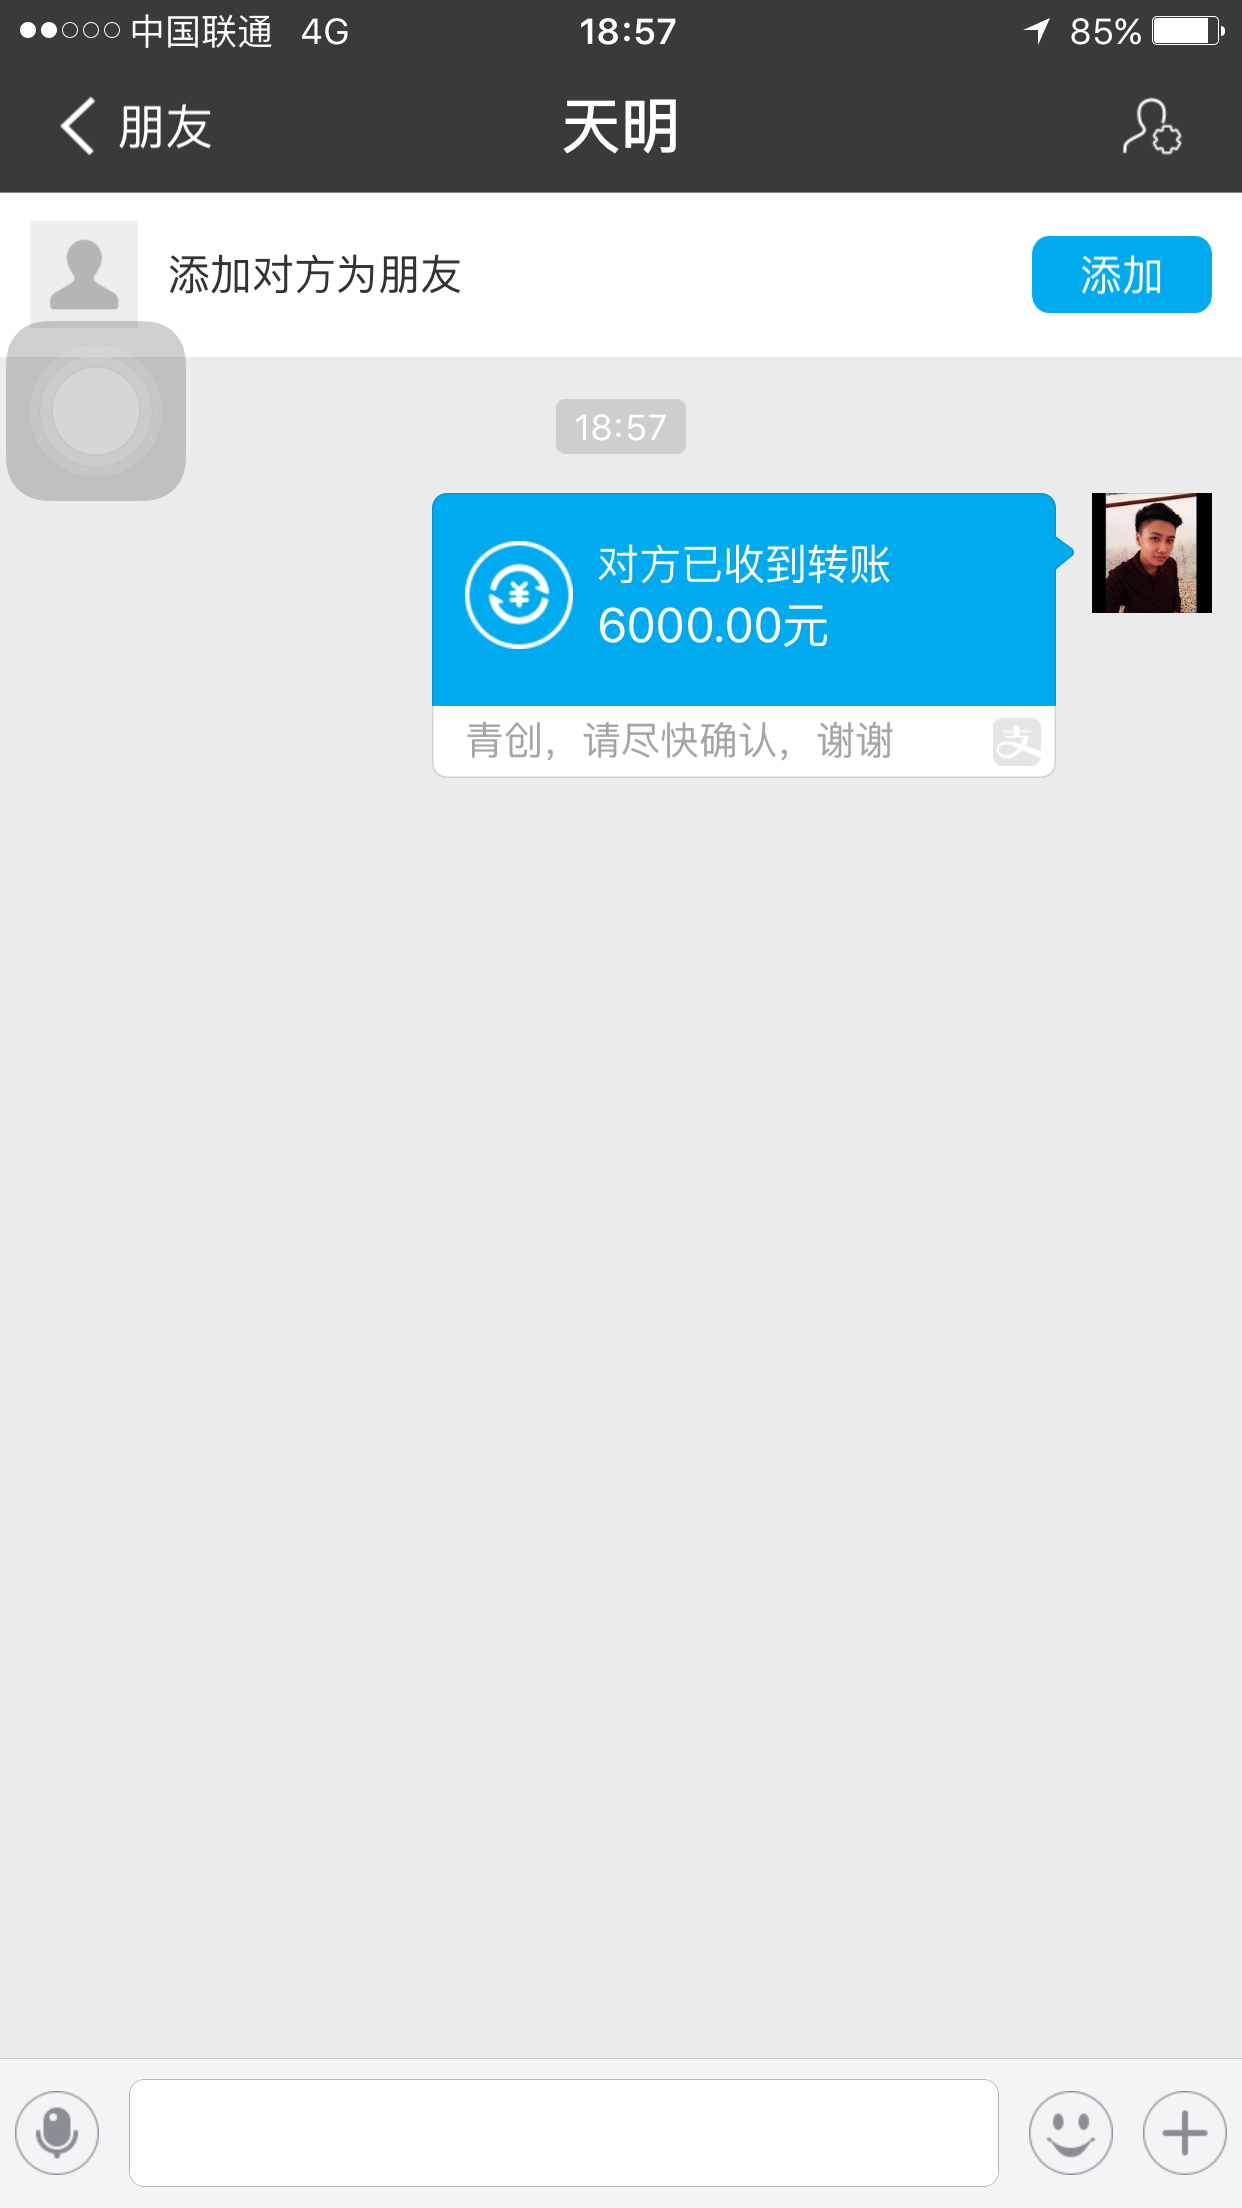 中国联通 4G 18:57 85%
朋友 天明
添加对方为朋友 添加
18:57
对方已收到转账
6000.00元
青创，请尽快确认，谢谢 支